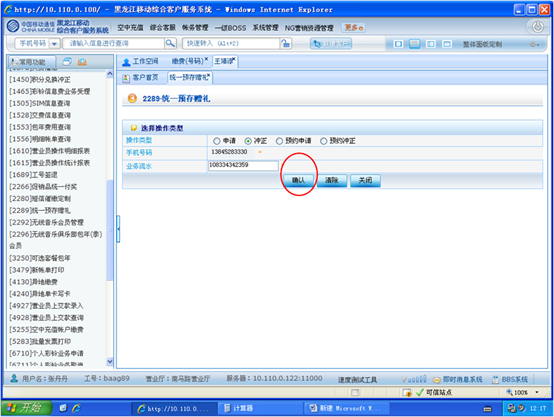 http://10.110.0.100/ - 黑龙江移动综合客户服务系统 - Windows Internet Explorer
中国移动通信 CHINA MOBILE
黑龙江移动
综合客户服务系统
空中充值 综合客服 帐务管理 一级BOSS 系统管理 NG营销资源管理 更多
手机号码 请输入信息进行查询 快速转入 (Alt+2) 整体面板定制
常用功能
工作空间 缴费(号码)
客户首页 统一预存赠礼
[1450]积分兑换冲正
[1465]彩铃信息费业务受理
[1505]SIM信息查询
[1528]交费信息查询
[1553]包年费用查询
[1556]明细帐单查询
[1610]营业员操作明细报表
[1615]营业员操作统计报表
[1689]工号签退
[2266]促销品统一付奖
[2280]短信催缴定制
[2289]统一预存赠礼
[2292]无线音乐会员管理
[2296]无线音乐俱乐部包年(季)
会员
[3250]可选套餐包年
[3479]新帐单打印
[4130]异地缴费
[4240]异地单卡写卡
[4927]营业员上交款录入
[4928]营业员上交款查询
[5255]空中充值帐户缴费
[5283]批量发票打印
[6710]个人彩铃业务申请
2289·统一预存赠礼
选择操作类型
操作类型 申请 冲正 预约申请 预约冲正
手机号码 13845283330
业务流水 108334342359
确认 清除 关闭
用户名：张丹丹 工号：baag89 营业厅：南马路营业厅 服务器：10.110.0.122:11000 速度测试工具 即时消息系统 BBS系统
可信站点 100%
开始 http://10.110.0.... 计算器 新建 Microsoft W... 12:17